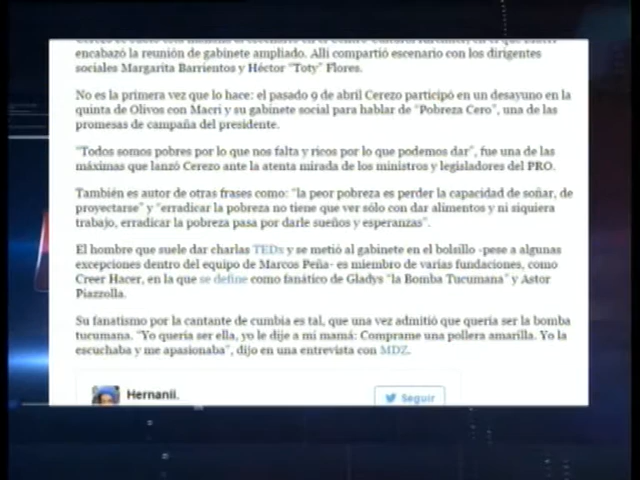 encabezó la reunión de gabinete ampliado. Allí compartió escenario con los dirigentes
sociales Margarita Barrientos y Héctor "Toty" Flores.
No es la primera vez que lo hace: el pasado 9 de abril Cerezo participó en un desayuno en la
quinta de Olivos con Macri y su gabinete social para hablar de "Pobreza Cero", una de las
promesas de campaña del presidente.
"Todos somos pobres por lo que nos falta y ricos por lo que podemos dar", fue una de las
máximas que lanzó Cerezo ante la atenta mirada de los ministros y legisladores del PRO.
También es autor de otras frases como: "la peor pobreza es perder la capacidad de soñar, de
proyectarse" y "erradicar la pobreza no tiene que ver sólo con dar alimentos y ni siquiera
trabajo, erradicar la pobreza pasa por darle sueños y esperanzas".
El hombre que suele dar charlas TEDx y se metió al gabinete en el bolsillo -pese a algunas
excepciones dentro del equipo de Marcos Peña- es miembro de varias fundaciones, como
Creer Hacer, en la que se define como fanático de Gladys "la Bomba Tucumana" y Astor
Piazzolla.
Su fanatismo por la cantante de cumbia es tal, que una vez admitió que quería ser la bomba
tucumana. "Yo quería ser ella, yo le dije a mi mamá: Comprame una pollera amarilla. Yo la
escuchaba y me apasionaba", dijo en una entrevista con MDZ.
Hernanii.
Seguir